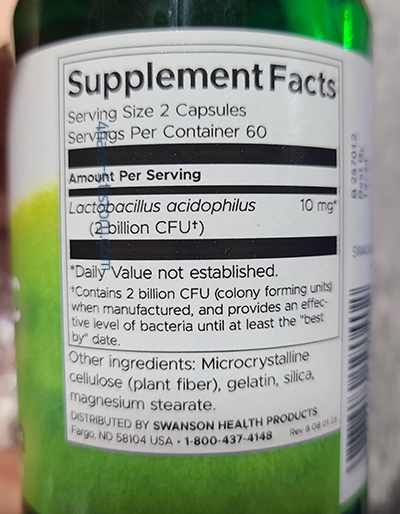 Supplement Facts
Serving Size 2 Capsules
Servings Per Container 60
Amount Per Serving
Lactobacillus acidophilus 10 mg*
(2 billion CFU†)
*Daily Value not established.
†Contains 2 billion CFU (colony forming units)
when manufactured, and provides an effec-
tive level of bacteria until at least the "best
by" date.
Other ingredients: Microcrystalline
cellulose (plant fiber), gelatin, silica,
magnesium stearate.
DISTRIBUTED BY SWANSON HEALTH PRODUCTS
Fargo, ND 58104 USA • 1-800-437-4148